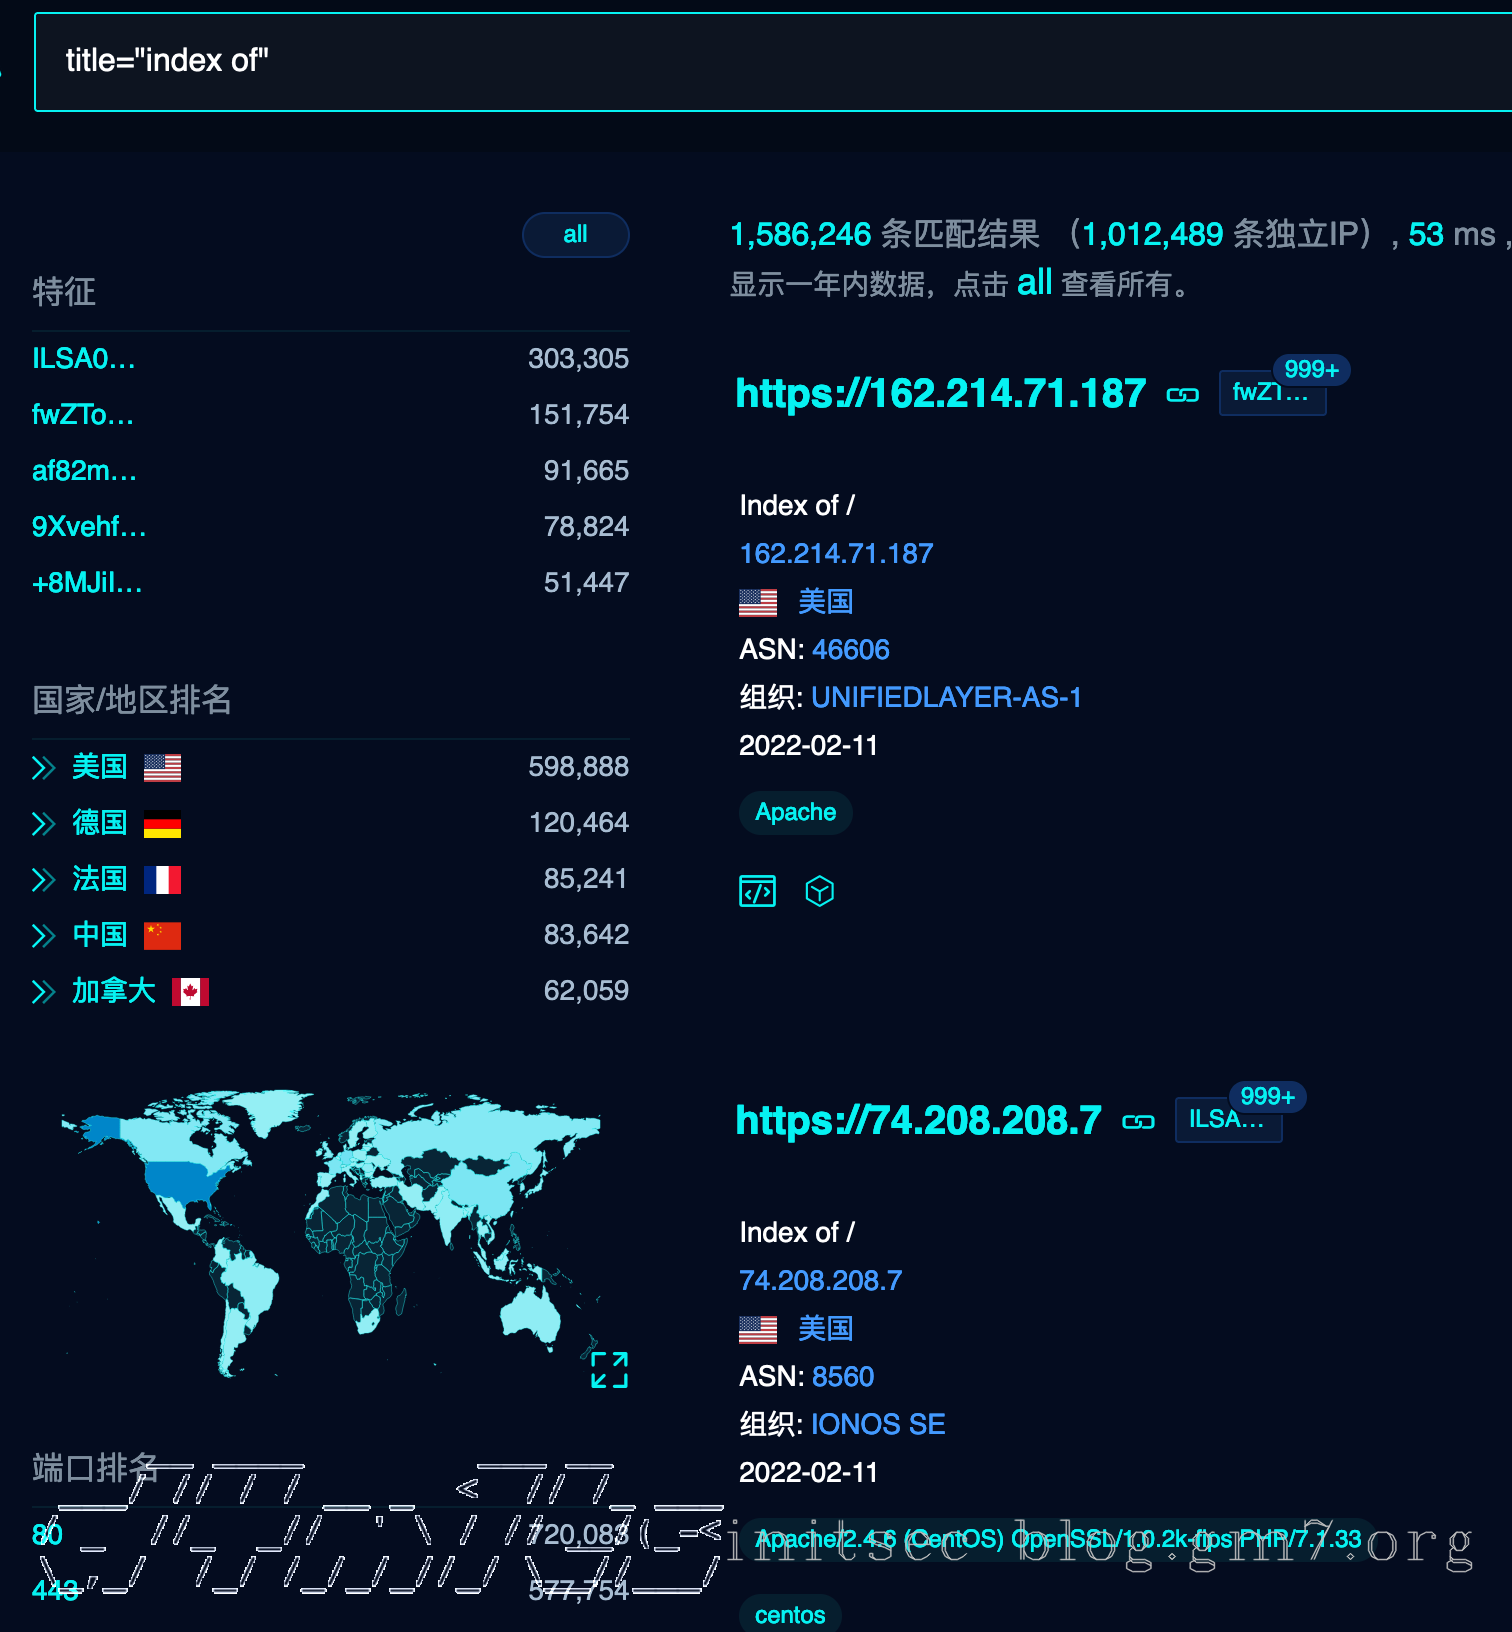 title="index of"
all
特征
ILSA0...
303,305
fwZTo...
151,754
af82m...
91,665
9Xvehf...
78,824
+8MJil...
51,447
国家/地区排名
美国
598,888
德国
120,464
法国
85,241
中国
83,642
加拿大
62,059
端口排名
80
720,083
443
577,754
1,586,246 条匹配结果 （1,012,489 条独立IP）, 53 ms ,
显示一年内数据，点击 all 查看所有。
https://162.214.71.187
fwZT...
999+
Index of /
162.214.71.187
美国
ASN: 46606
组织: UNIFIEDLAYER-AS-1
2022-02-11
Apache
https://74.208.208.7
ILSA...
999+
Index of /
74.208.208.7
美国
ASN: 8560
组织: IONOS SE
2022-02-11
Apache/2.4.6 (CentOS) OpenSSL/1.0.2k-fips PHP/7.1.33
centos
initsec blog.gm7.org